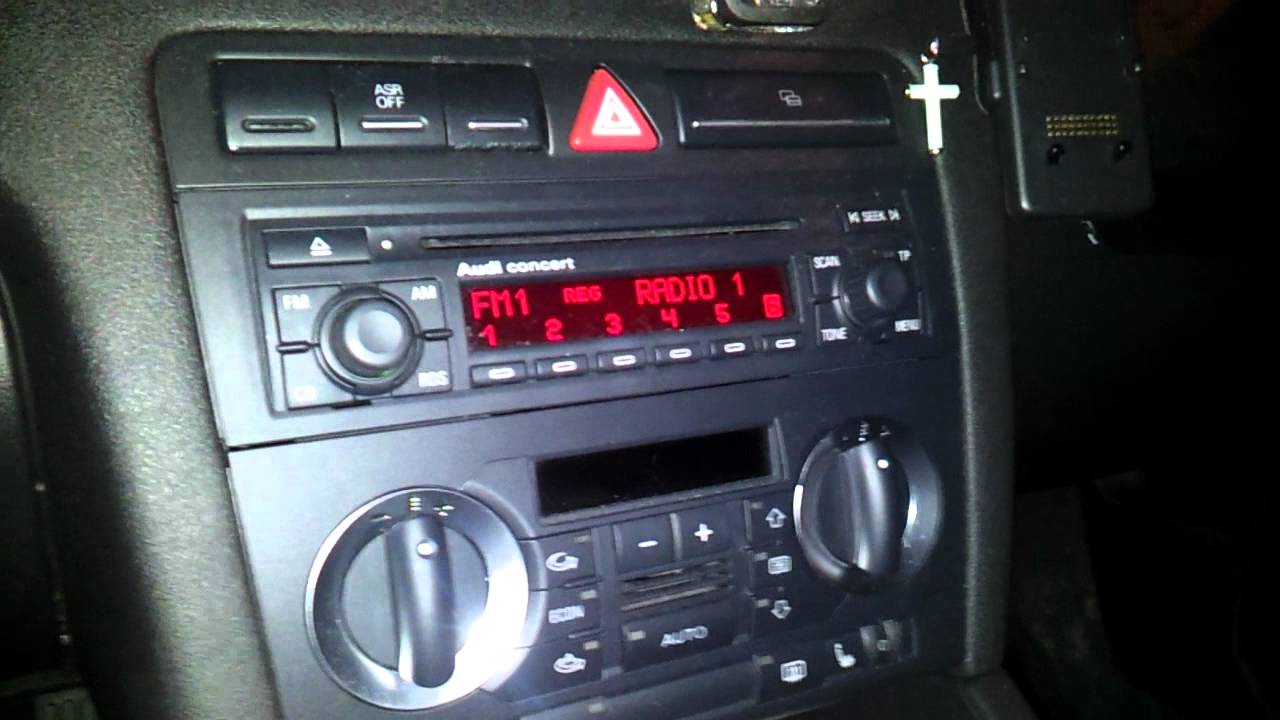 ASR
OFF
SEEK
Audi concert
SCAN
TP
FM
AM
FM1 REG RADIO 1
1 2 3 4 5 6
TONE
MENU
CD
RDS
- +
ECON
AUTO